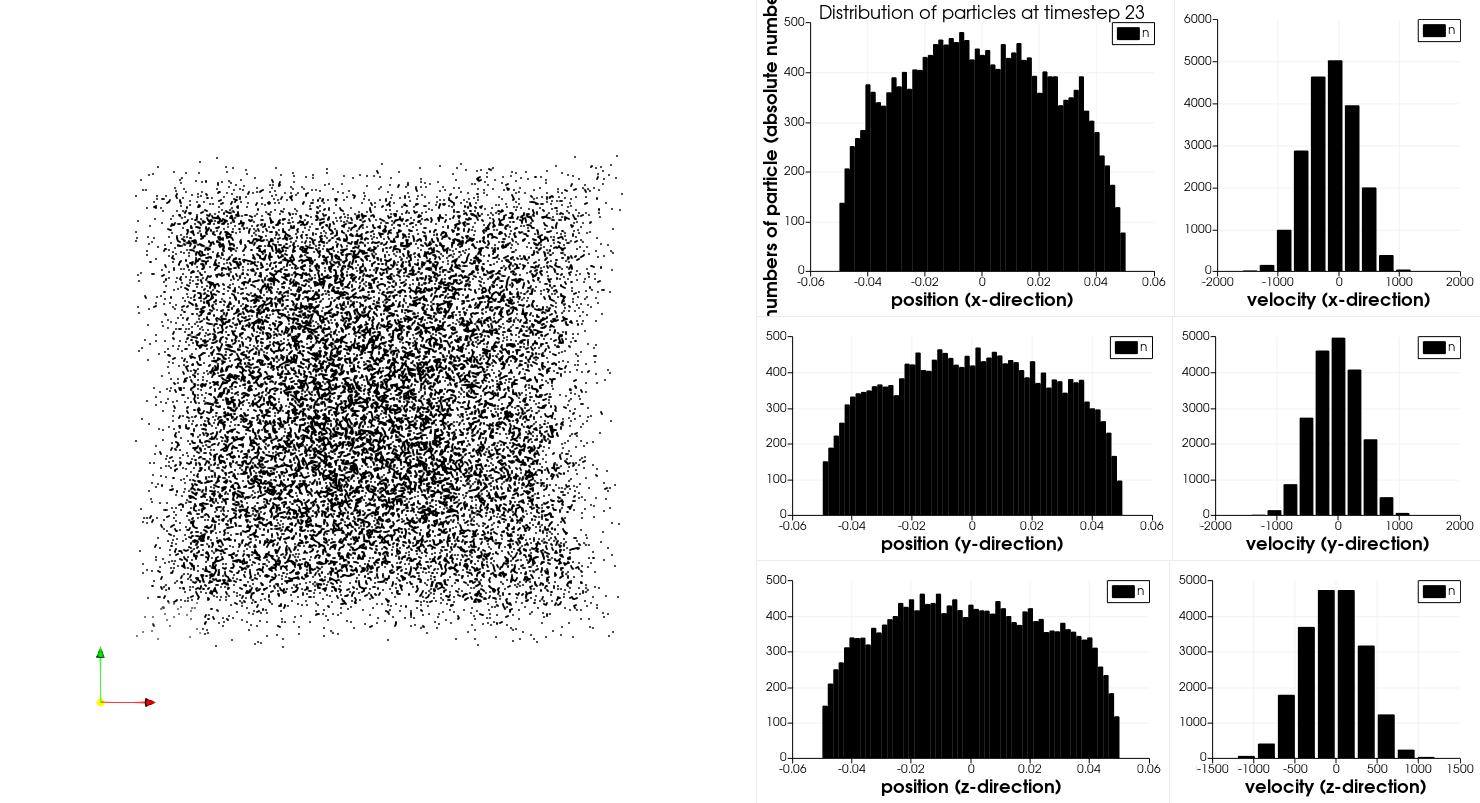 Distribution of particles at timestep 23
numbers of particle (absolute numbe
500
400
300
200
100
0
n
-0.06 -0.04 -0.02 0 0.02 0.04 0.06
position (x-direction)
6000
5000
4000
3000
2000
1000
0
n
-2000 -1000 0 1000 2000
velocity (x-direction)
500
400
300
200
100
0
n
-0.06 -0.04 -0.02 0 0.02 0.04 0.06
position (y-direction)
5000
4000
3000
2000
1000
0
n
-2000 -1000 0 1000 2000
velocity (y-direction)
500
400
300
200
100
0
n
-0.06 -0.04 -0.02 0 0.02 0.04 0.06
position (z-direction)
5000
4000
3000
2000
1000
0
n
-1500 -1000 -500 0 500 1000 1500
velocity (z-direction)